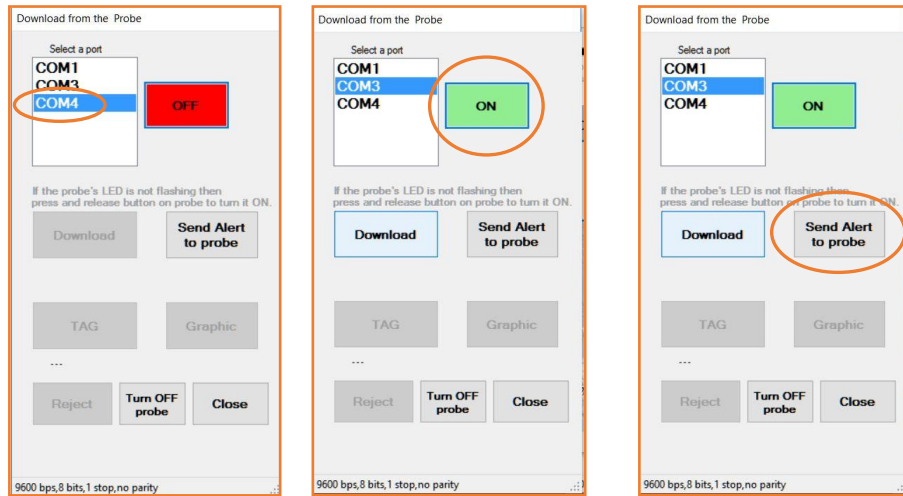 Download from the Probe
Select a port
COM1
COM3
COM4
OFF
If the probe's LED is not flashing then
press and release button on probe to turn it ON.
Download
Send Alert
to probe
TAG
Graphic
---
Reject
Turn OFF
probe
Close
9600 bps,8 bits,1 stop,no parity
Download from the Probe
Select a port
COM1
COM3
COM4
ON
If the probe's LED is not flashing then
press and release button on probe to turn it ON.
Download
Send Alert
to probe
TAG
Graphic
---
Reject
Turn OFF
probe
Close
9600 bps,8 bits,1 stop,no parity
Download from the Probe
Select a port
COM1
COM3
COM4
ON
If the probe's LED is not flashing then
press and release button on probe to turn it ON.
Download
Send Alert
to probe
TAG
Graphic
---
Reject
Turn OFF
probe
Close
9600 bps,8 bits,1 stop,no parity